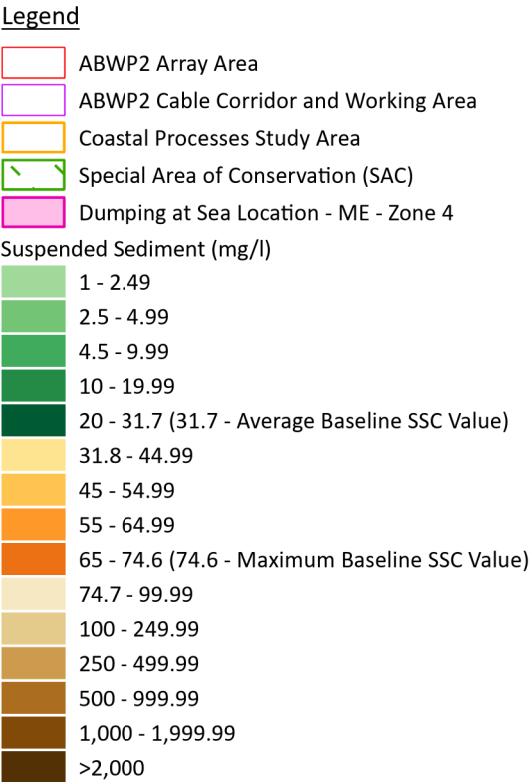 Legend
ABWP2 Array Area
ABWP2 Cable Corridor and Working Area
Coastal Processes Study Area
Special Area of Conservation (SAC)
Dumping at Sea Location - ME - Zone 4
Suspended Sediment (mg/l)
1 - 2.49
2.5 - 4.99
4.5 - 9.99
10 - 19.99
20 - 31.7 (31.7 - Average Baseline SSC Value)
31.8 - 44.99
45 - 54.99
55 - 64.99
65 - 74.6 (74.6 - Maximum Baseline SSC Value)
74.7 - 99.99
100 - 249.99
250 - 499.99
500 - 999.99
1,000 - 1,999.99
>2,000